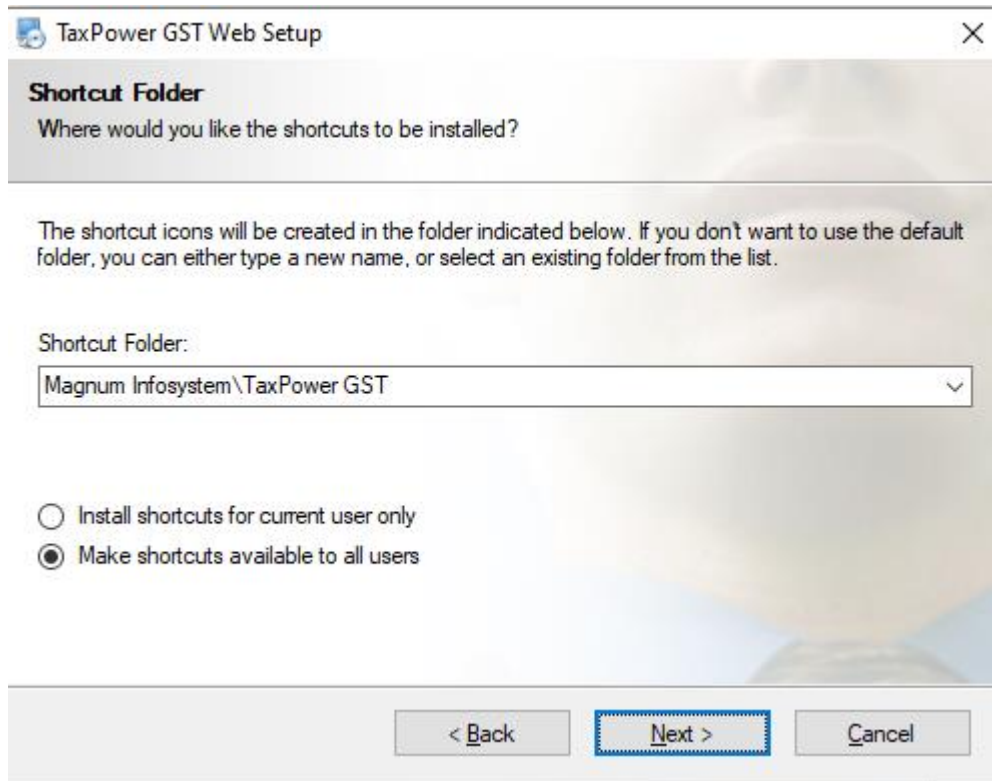 TaxPower GST Web Setup
Shortcut Folder
Where would you like the shortcuts to be installed?
The shortcut icons will be created in the folder indicated below. If you don't want to use the default
folder, you can either type a new name, or select an existing folder from the list.
Shortcut Folder:
Magnum Infosystem\TaxPower GST
Install shortcuts for current user only
Make shortcuts available to all users
< Back Next > Cancel